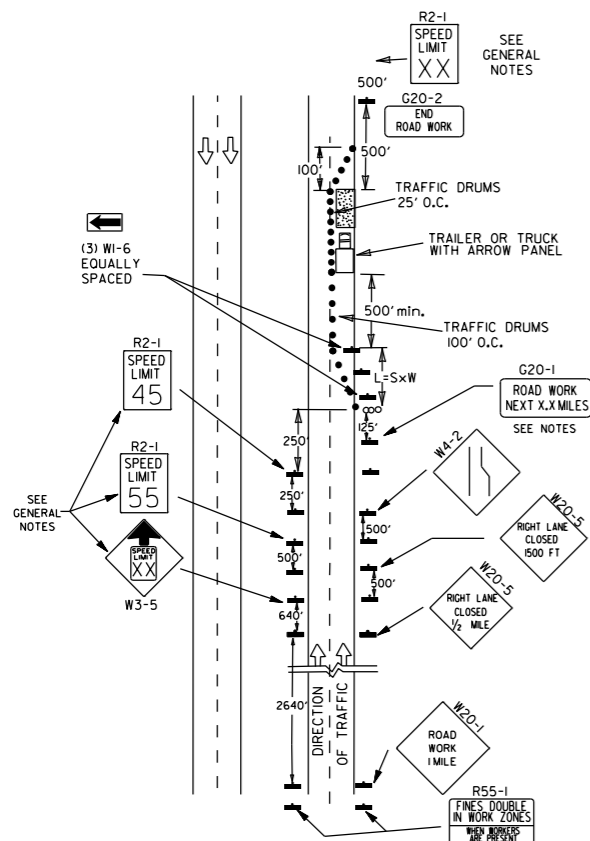 R2-1
SPEED
LIMIT
XX
SEE
GENERAL
NOTES
500'
G20-2
END
ROAD WORK
500'
100'
TRAFFIC DRUMS
25' O.C.
(3) W1-6
EQUALLY
SPACED
TRAILER OR TRUCK
WITH ARROW PANEL
500' min.
TRAFFIC DRUMS
100' O.C.
L=S×W
R2-1
SPEED
LIMIT
45
G20-1
ROAD WORK
NEXT X.X MILES
SEE NOTES
125'
250'
W4-2
R2-1
SPEED
LIMIT
55
250'
SEE
GENERAL
NOTES
500'
500'
W20-5
RIGHT LANE
CLOSED
1500 FT
SPEED
LIMIT
XX
W3-5
500'
640'
W20-5
RIGHT LANE
CLOSED
1/2 MILE
2640'
DIRECTION
OF TRAFFIC
W20-1
ROAD
WORK
1 MILE
R55-1
FINES DOUBLE
IN WORK ZONES
WHEN WORKERS
ARE PRESENT